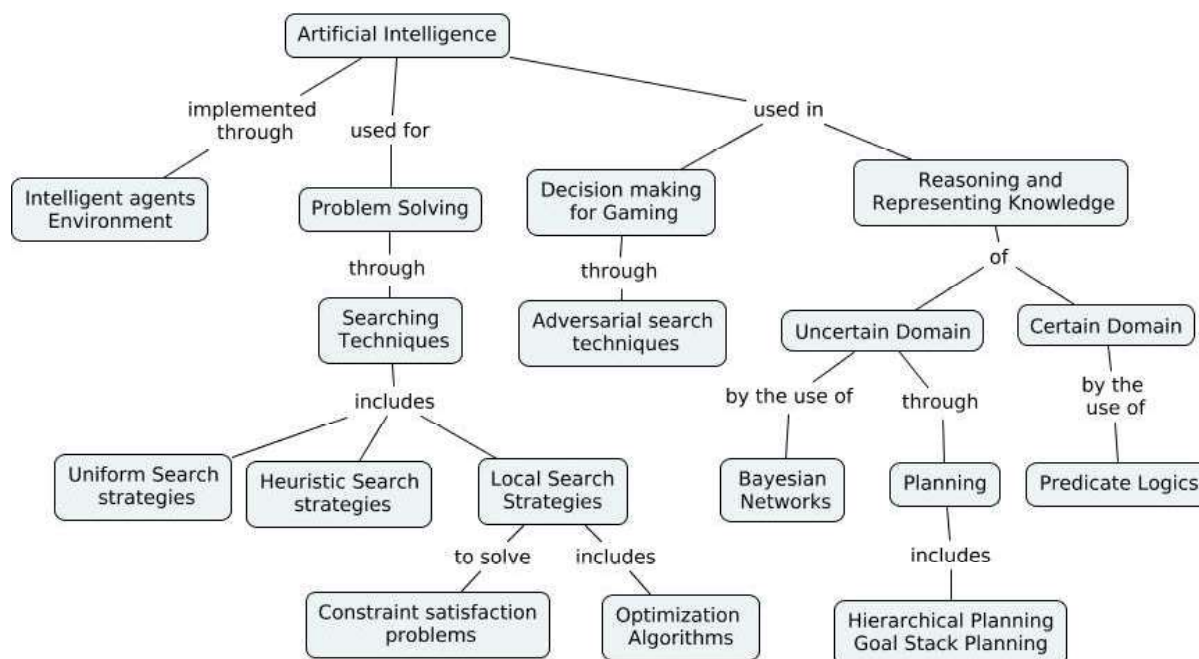 Artificial Intelligence
implemented
through
used for
used in
Intelligent agents
Environment
Problem Solving
Decision making
for Gaming
Reasoning and
Representing Knowledge
through
through
of
Searching
Techniques
Adversarial search
techniques
Uncertain Domain
Certain Domain
includes
by the use of
through
by the
use of
Uniform Search
strategies
Heuristic Search
strategies
Local Search
Strategies
Bayesian
Networks
Planning
Predicate Logics
to solve
includes
includes
Constraint satisfaction
problems
Optimization
Algorithms
Hierarchical Planning
Goal Stack Planning